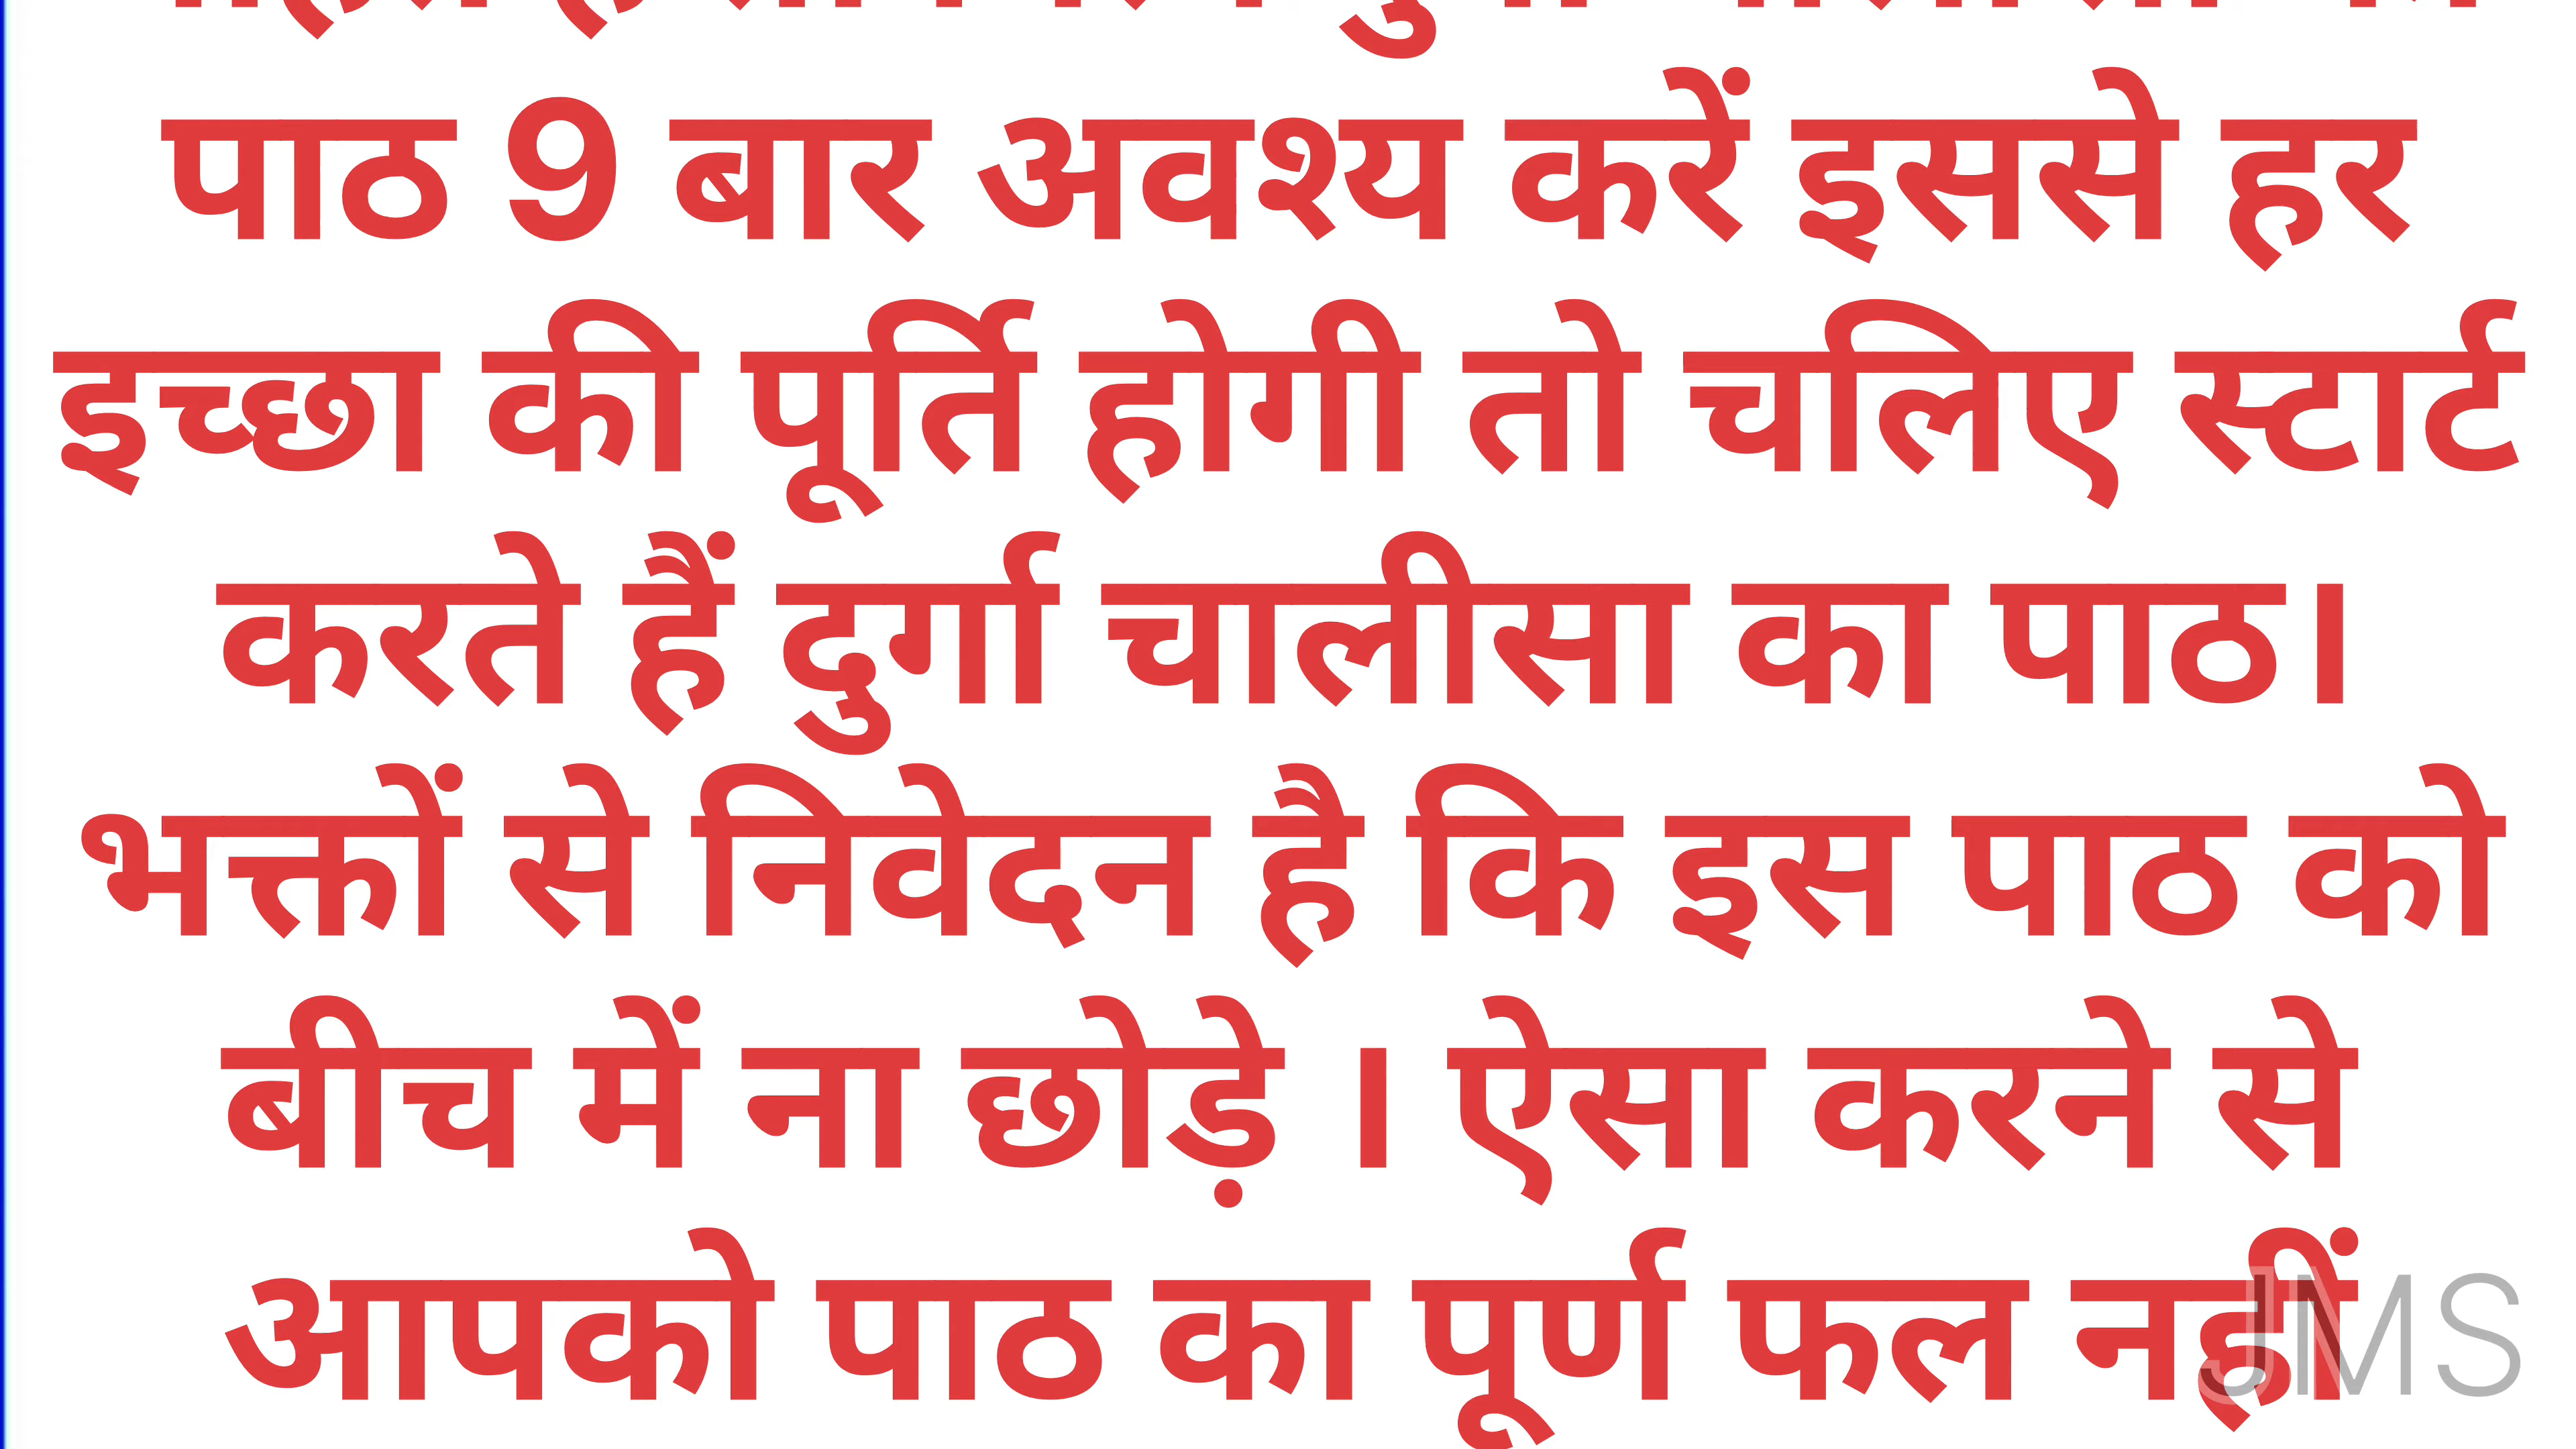 पाठ 9 बार अवश्य करें इससे हर
इच्छा की पूर्ति होगी तो चलिए स्टार्ट
करते हैं दुर्गा चालीसा का पाठ।
भक्तों से निवेदन है कि इस पाठ को
बीच में ना छोड़े । ऐसा करने से
आपको पाठ का पूर्ण फल नहीं
JMS